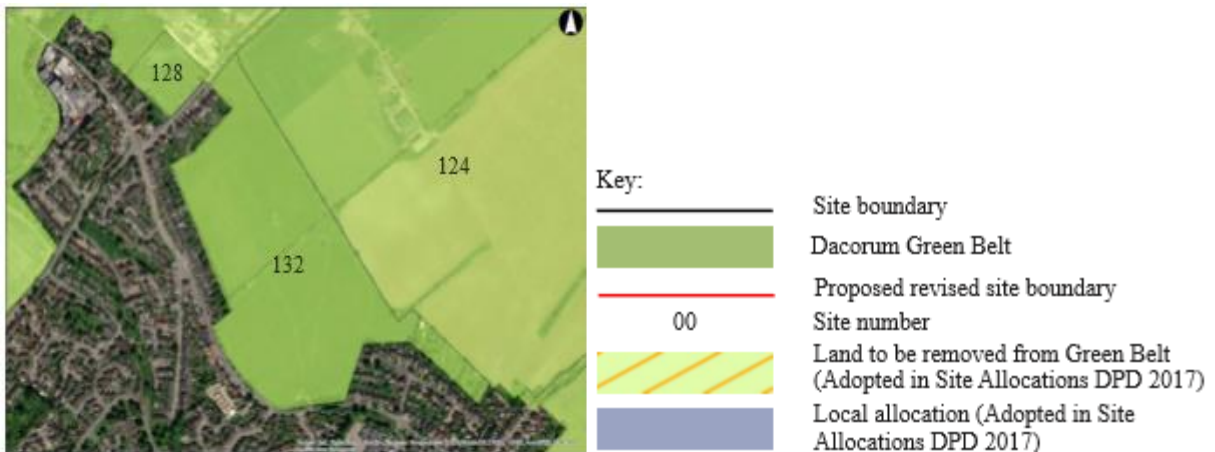 128
124
132
Key:
Site boundary
Dacorum Green Belt
Proposed revised site boundary
00 Site number
Land to be removed from Green Belt
(Adopted in Site Allocations DPD 2017)
Local allocation (Adopted in Site
Allocations DPD 2017)